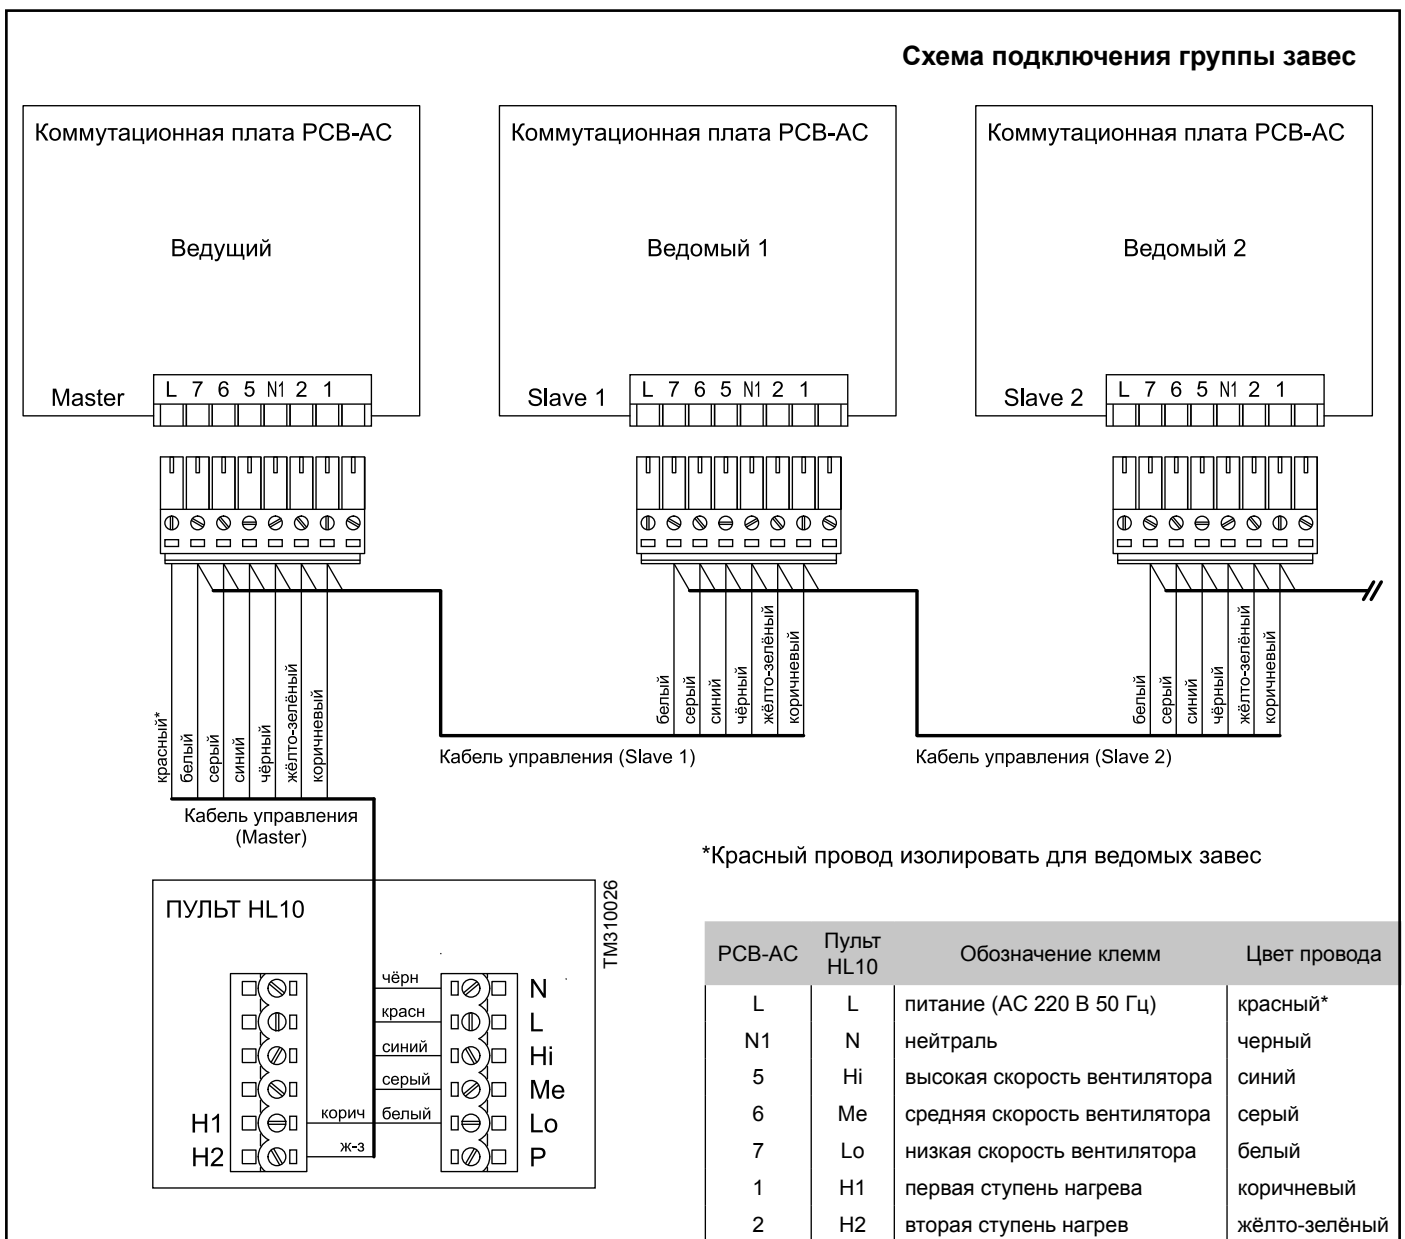 Схема подключения группы завес
Коммутационная плата PCB-AC
Коммутационная плата PCB-AC
Коммутационная плата PCB-AC
Ведущий
Ведомый 1
Ведомый 2
Master
L 7 6 5 N1 2 1
Slave 1
L 7 6 5 N1 2 1
Slave 2
L 7 6 5 N1 2 1
красный*
белый
серый
синий
чёрный
жёлто-зелёный
коричневый
белый
серый
синий
чёрный
жёлто-зелёный
коричневый
белый
серый
синий
чёрный
жёлто-зелёный
коричневый
Кабель управления (Slave 1)
Кабель управления (Slave 2)
Кабель управления
(Master)
*Красный провод изолировать для ведомых завес
ПУЛЬТ HL10
TM310026
чёрн
N
красн
L
синий
Hi
серый
Me
H1
корич
белый
Lo
H2
ж-з
P
PCB-AC Пульт HL10 Обозначение клемм Цвет провода
L L питание (AC 220 В 50 Гц) красный*
N1 N нейтраль черный
5 Hi высокая скорость вентилятора синий
6 Me средняя скорость вентилятора серый
7 Lo низкая скорость вентилятора белый
1 H1 первая ступень нагрева коричневый
2 H2 вторая ступень нагрев жёлто-зелёный